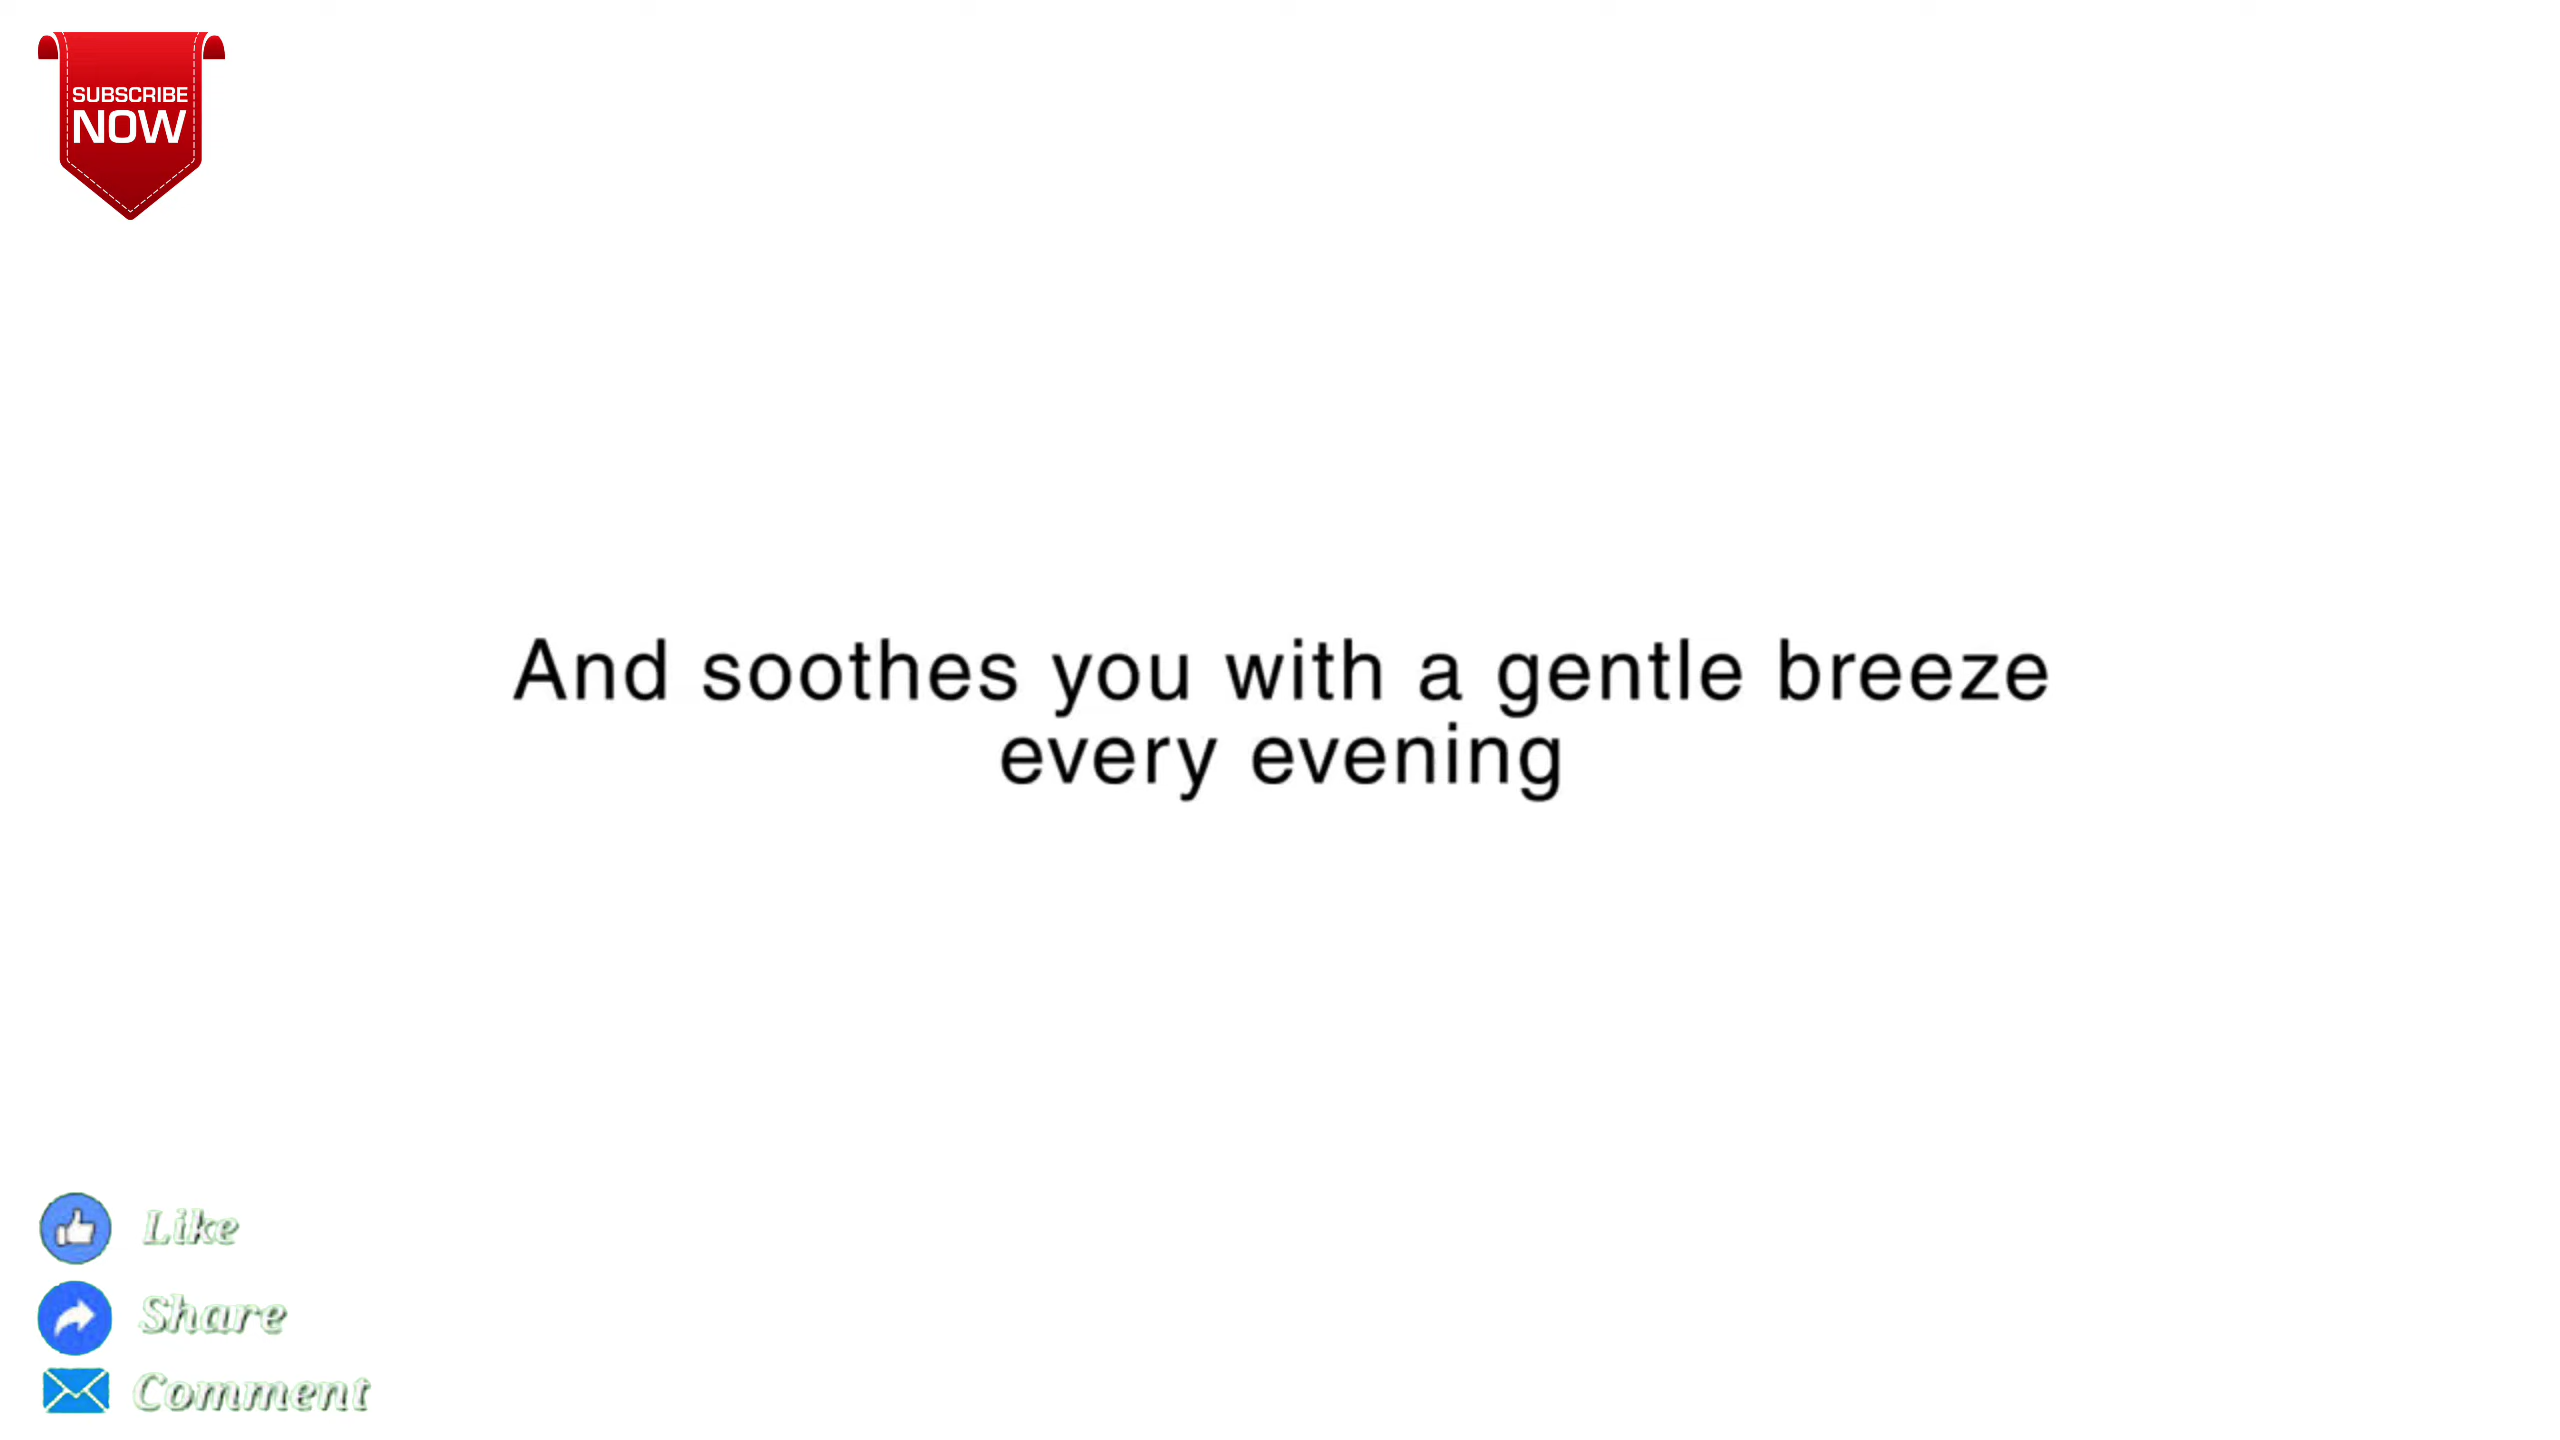 SUBSCRIBE
NOW
And soothes you with a gentle breeze
every evening
Like
Share
Comment